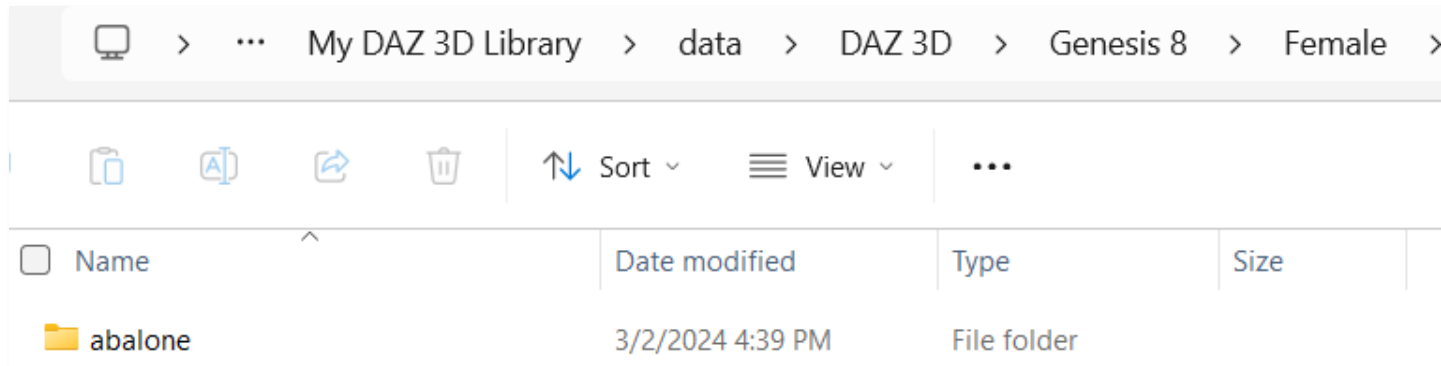 > ... My DAZ 3D Library > data > DAZ 3D > Genesis 8 > Female >
Sort View ...
Name Date modified Type Size
abalone 3/2/2024 4:39 PM File folder